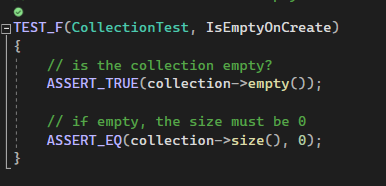 TEST_F(CollectionTest, IsEmptyOnCreate)
{
    // is the collection empty?
    ASSERT_TRUE(collection->empty());

    // if empty, the size must be 0
    ASSERT_EQ(collection->size(), 0);
}